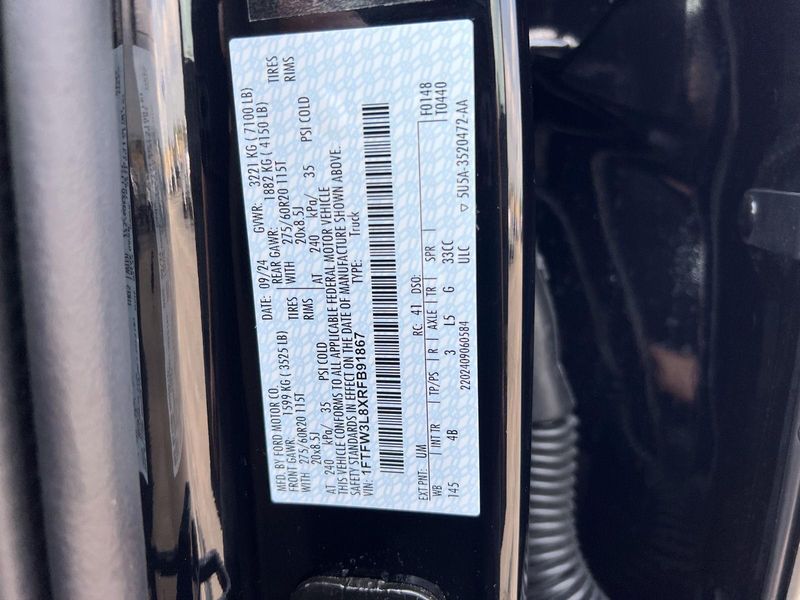 MFD. BY FORD MOTOR CO.
DATE: 09/24 GVWR: 3221 KG ( 7100 LB)
FRONT GAWR: 1599 KG ( 3525 LB) REAR GAWR: 1882 KG ( 4150 LB)
WITH 275/60R20 115T TIRES WITH 275/60R20 115T TIRES
20x8.5J RIMS 20x8.5J RIMS
AT 240 kPa/ 35 PSI COLD AT 240 kPa/ 35 PSI COLD
THIS VEHICLE CONFORMS TO ALL APPLICABLE FEDERAL MOTOR VEHICLE
SAFETY STANDARDS IN EFFECT ON THE DATE OF MANUFACTURE SHOWN ABOVE.
VIN: 1FTFW3L8XRFB91867 TYPE: Truck
F0148
T0440
EXT PNT: UM RC: 41 DSO:
WB INT TR TP/PS R AXLE TR SPR
145 4B 3 L5 G 33CC
2202409060584 ULC ▽ 5U5A-3520472-AA